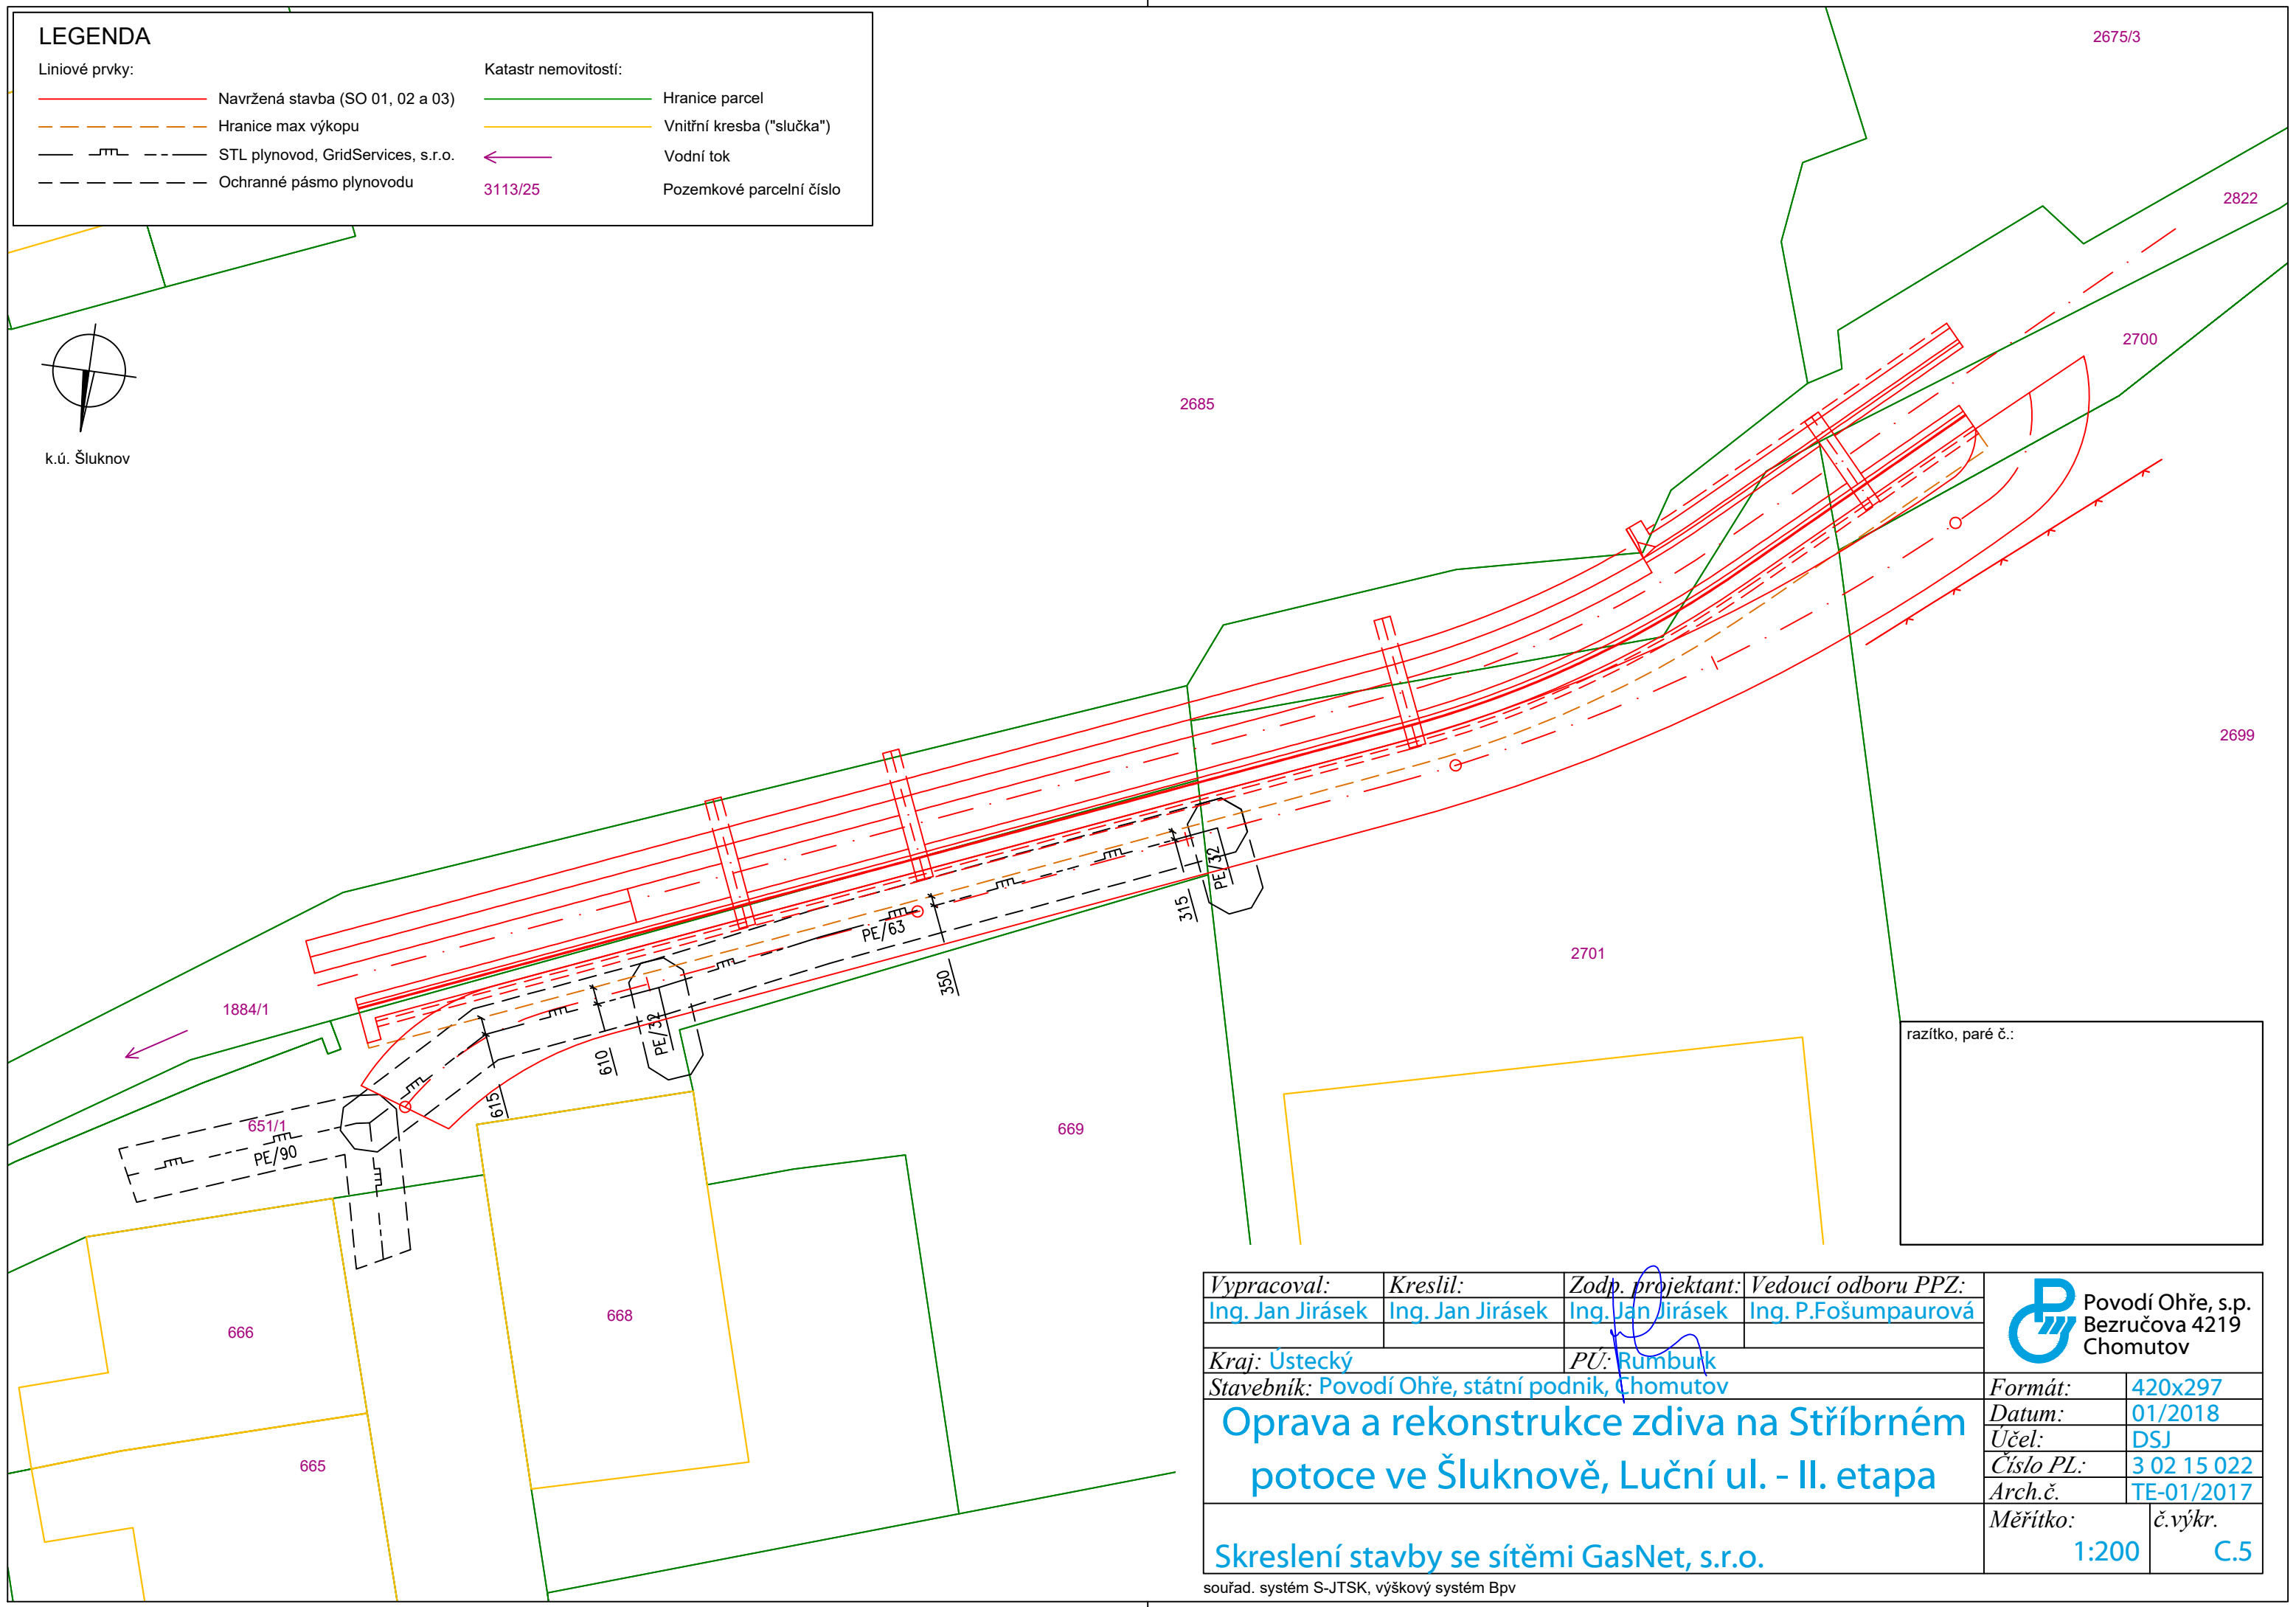 LEGENDA
Liniové prvky:
Navržená stavba (SO 01, 02 a 03)
Hranice max výkopu
STL plynovod, GridServices, s.r.o.
Ochranné pásmo plynovodu
Katastr nemovitostí:
Hranice parcel
Vnitřní kresba ("slučka")
Vodní tok
3113/25
Pozemkové parcelní číslo
k.ú. Šluknov
2675/3
2822
2700
2685
2699
2701
1884/1
651/1
669
668
666
665
PE/90
PE/63
PE/32
PE/32
615
610
350
315
razítko, paré č.:
Vypracoval:
Kreslil:
Zodp. projektant:
Vedoucí odboru PPZ:
Ing. Jan Jirásek
Ing. Jan Jirásek
Ing. Jan Jirásek
Ing. P.Fošumpaurová
Kraj: Ústecký
PÚ: Rumburk
Stavebník: Povodí Ohře, státní podnik, Chomutov
Oprava a rekonstrukce zdiva na Stříbrném
potoce ve Šluknově, Luční ul. - II. etapa
Skreslení stavby se sítěmi GasNet, s.r.o.
Povodí Ohře, s.p.
Bezručova 4219
Chomutov
Formát: 420x297
Datum: 01/2018
Účel: DSJ
Číslo PL: 3 02 15 022
Arch.č. TE-01/2017
Měřítko: 1:200
č.výkr. C.5
souřad. systém S-JTSK, výškový systém Bpv